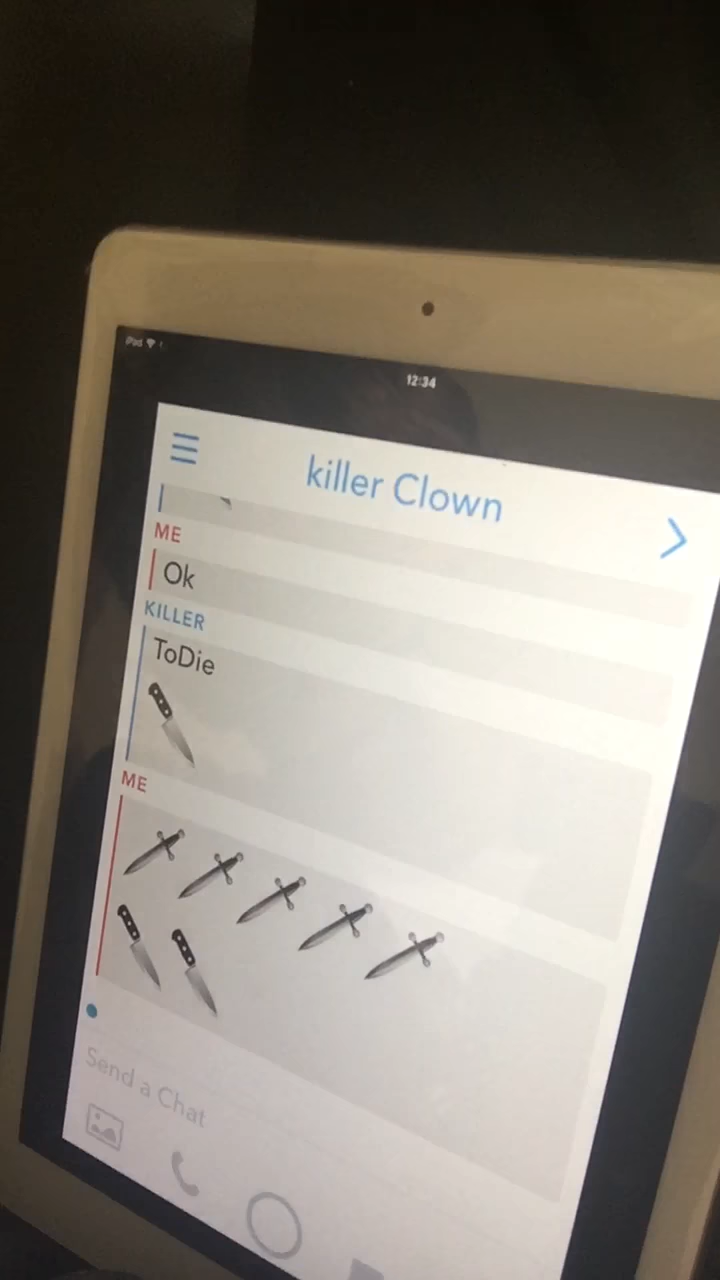 iPad
12:34
killer Clown
ME
Ok
KILLER
ToDie
ME
Send a Chat